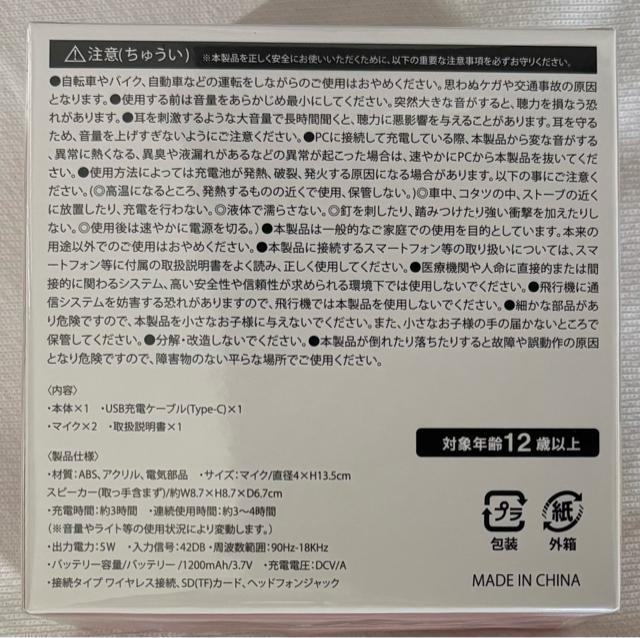 ⚠注意(ちゅうい) ※本製品を正しく安全にお使いいただくために、以下の重要な注意事項を必ずお守りください。
●自転車やバイク、自動車などの運転をしながらのご使用はおやめください。思わぬケガや交通事故の原因
となります。●使用する前は音量をあらかじめ最小にしてください。突然大きな音がすると、聴力を損なう恐
れがあります。●耳を刺激するような大音量で長時間聞くと、聴力に悪影響を与えることがあります。耳を守る
ため、音量を上げすぎないようにご注意ください。●PCに接続して充電している際、本製品から変な音がする
、異常に熱くなる、異臭や液漏れがあるなどの異常が起こった場合は、速やかにPCから本製品を抜いてくださ
い。●使用方法によっては充電池が発熱、破裂、発火する原因になる場合があります。以下の事にご注意くださ
い。(◎高温になるところ、発熱するものの近くで使用、保管しない。)◎車中、コタツの中、ストーブの近く
に放置したり、充電を行わない。◎液体で濡らさない。◎釘を刺したり、踏みつけたり強い衝撃を加えたりしな
い。◎使用後は速やかに電源を切る。)●本製品は一般的なご家庭での使用を目的としています。本来の
用途以外でのご使用はおやめください。●本製品に接続するスマートフォン等の取り扱いについては、スマ
ートフォン等に付属の取扱説明書をよく読み、正しく使用してください。●医療機関や人命に直接的または間
接的に関わるシステム、高い安全性や信頼性が求められる環境下では使用しないでください。●飛行機に通
信システムを妨害する恐れがありますので、飛行機では本製品を使用しないでください。●細かな部品があ
り危険ですので、本製品を小さなお子様に与えないでください。また、小さなお子様の手の届かないところで
保管してください。●分解・改造しないでください。●本製品が倒れたり落ちたりすると故障や誤動作の原因
となり危険ですので、障害物のない平らな場所でご使用ください。
〈内容〉
・本体×1 ・USB充電ケーブル(Type-C)×1
・マイク×2 ・取扱説明書×1
対象年齢12歳以上
〈製品仕様〉
・材質：ABS、アクリル、電気部品 ・サイズ：マイク/直径4×H13.5cm
スピーカー(取っ手含まず)/約W8.7×H8.7×D6.7cm
・充電時間：約3時間 ・連続使用時間：約3～4時間
(※音量やライト等の使用状況により変動します。)
・出力電力：5W ・入力信号：42DB・周波数範囲：90Hz-18KHz
・バッテリー容量/バッテリー /1200mAh/3.7V ・充電電圧：DCV/A
・接続タイプ ワイヤレス接続、SD(TF)カード、ヘッドフォンジャック
プラ 紙
包装 外箱
MADE IN CHINA